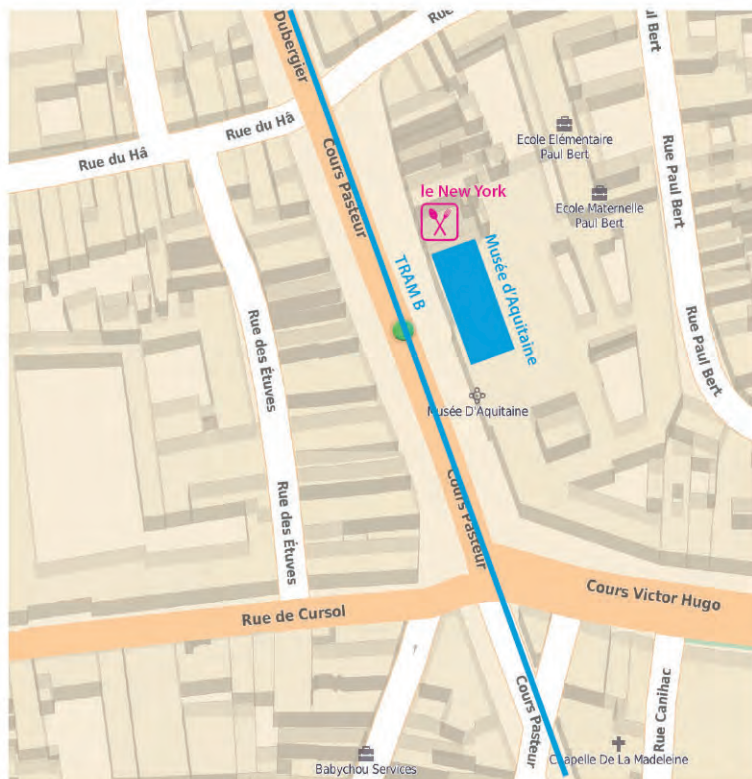 Dubergier
ul Bert
Rue du Hâ
Rue du Hâ
Cours Pasteur
Ecole Elémentaire
Paul Bert
Rue Paul Bert
le New York
Ecole Maternelle
Paul Bert
TRAM B
Musée d'Aquitaine
Rue des Étuves
Rue Paul Bert
Musée D'Aquitaine
Rue des Étuves
Cours Pasteur
Cours Victor Hugo
Rue de Cursol
Cours Pasteur
Rue Canihac
Chapelle De La Madeleine
Babychou Services